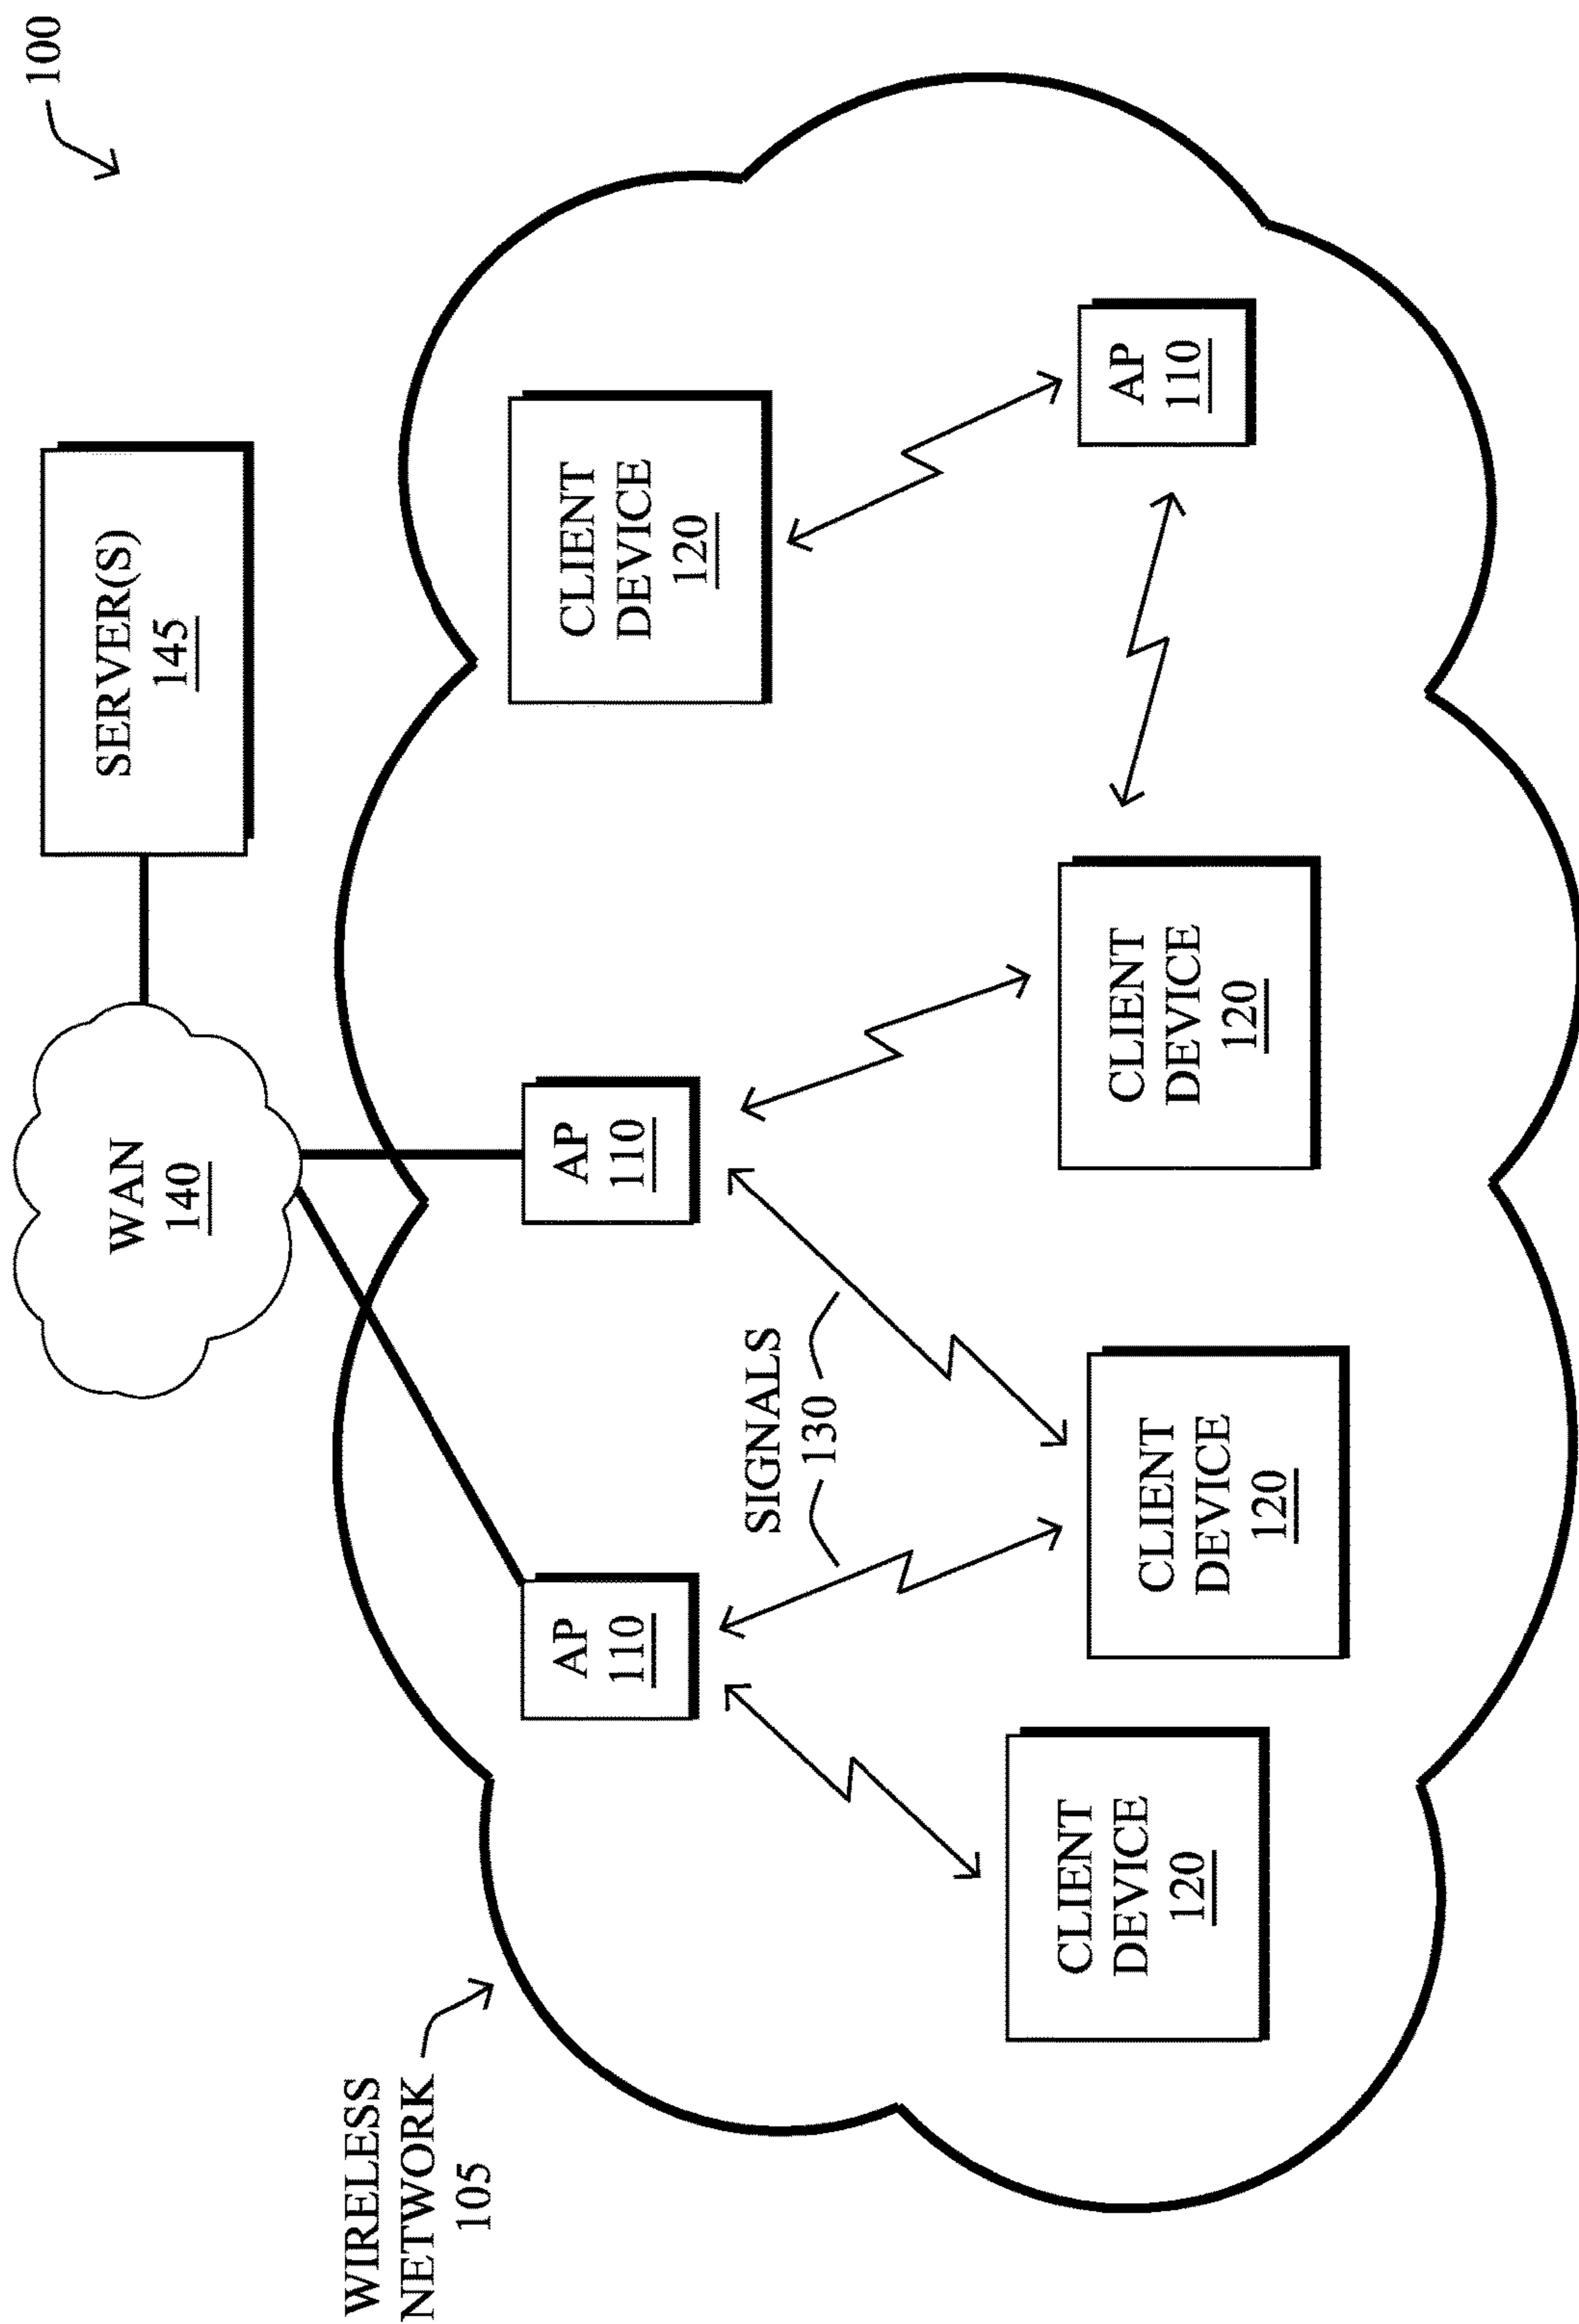 100
SERVER(S)
145
WAN
140
WIRELESS
NETWORK
105
AP
110
AP
110
CLIENT
DEVICE
120
SIGNALS
130
AP
110
CLIENT
DEVICE
120
CLIENT
DEVICE
120
CLIENT
DEVICE
120